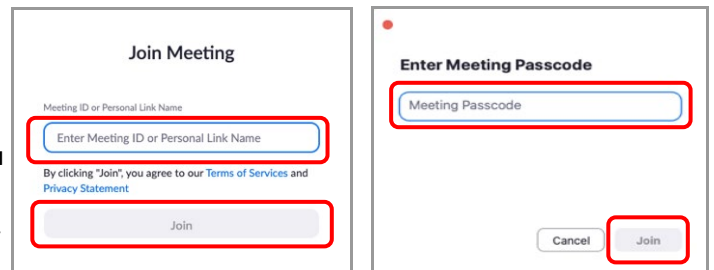 Join Meeting
Meeting ID or Personal Link Name
Enter Meeting ID or Personal Link Name
By clicking "Join", you agree to our Terms of Services and
Privacy Statement
Join
Enter Meeting Passcode
Meeting Passcode
Cancel Join